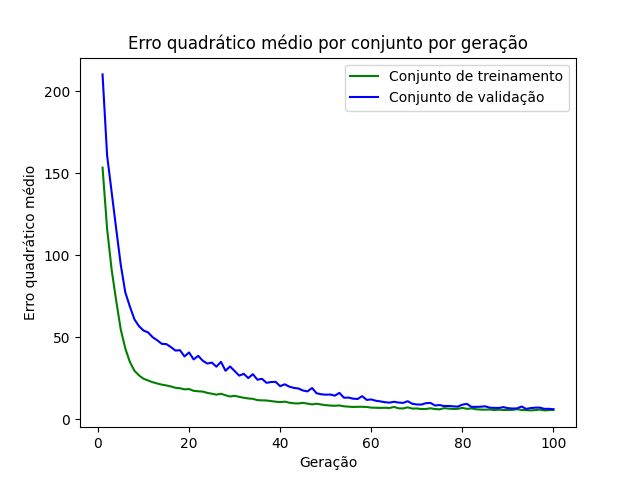 Erro quadrático médio por conjunto por geração
Conjunto de treinamento
Conjunto de validação
Erro quadrático médio
200
150
100
50
0
0 20 40 60 80 100
Geração